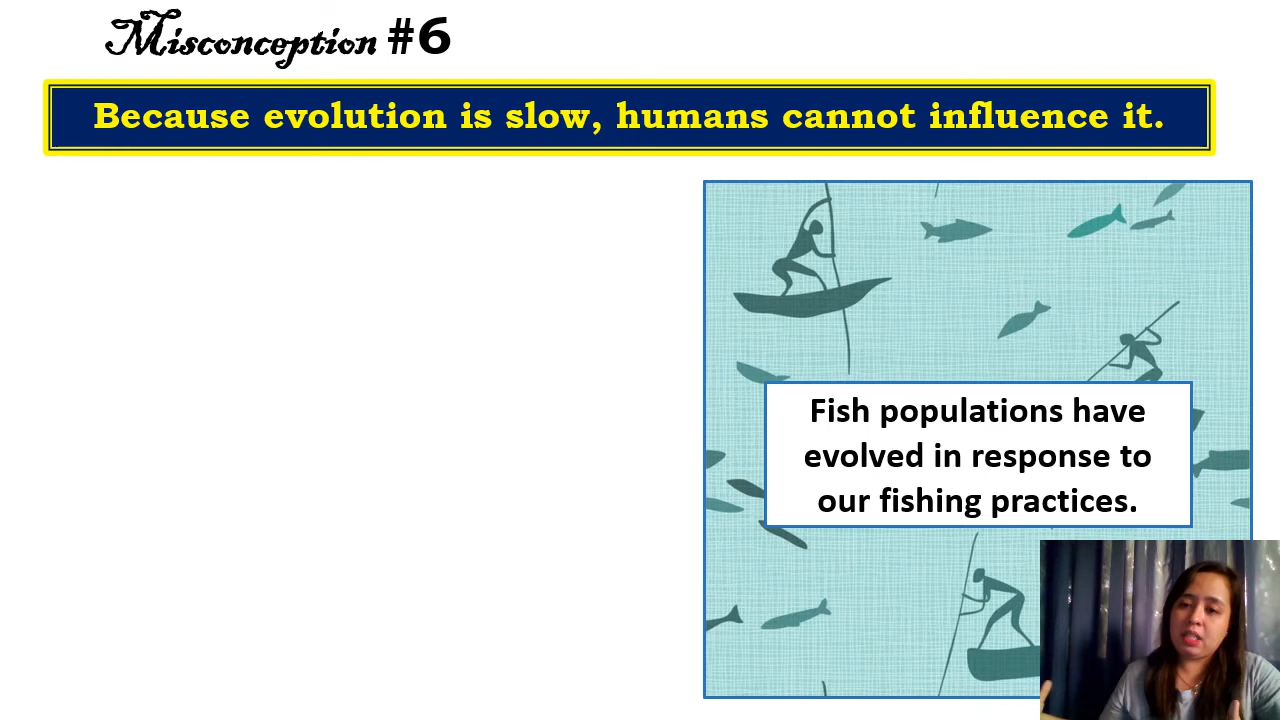 Misconception #6
Because evolution is slow, humans cannot influence it.
Fish populations have
evolved in response to
our fishing practices.